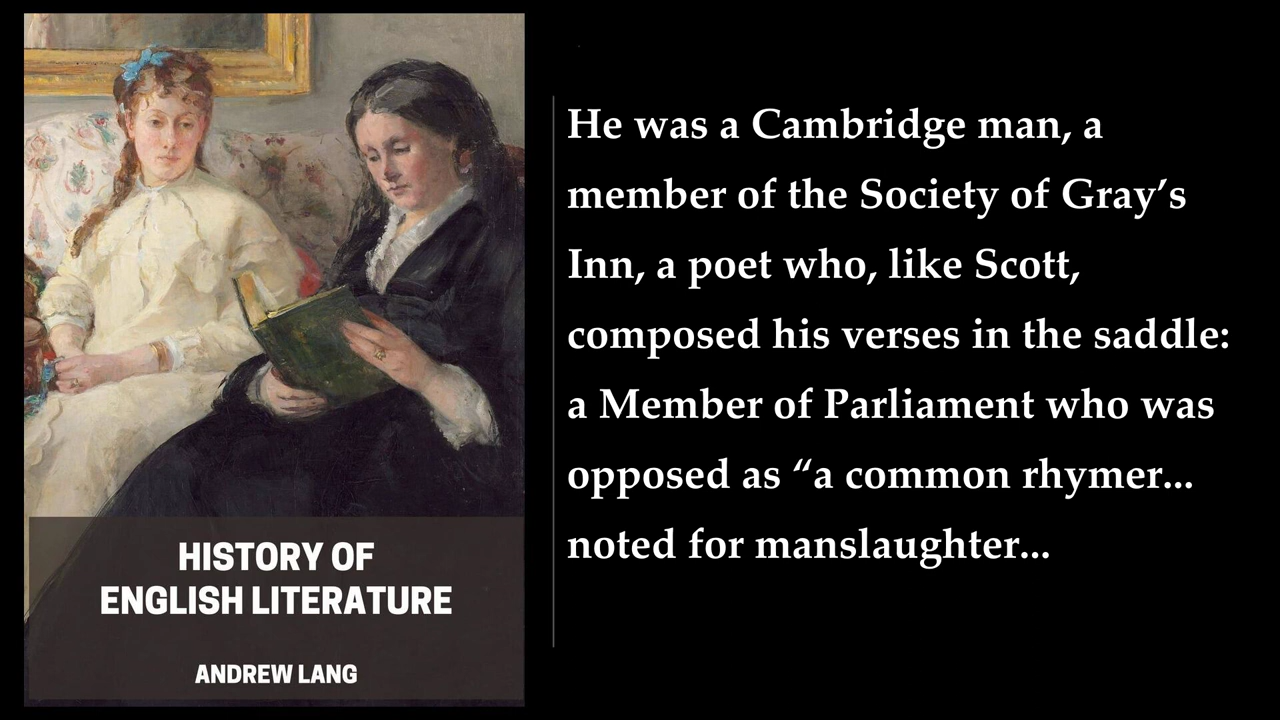 HISTORY OF
ENGLISH LITERATURE
ANDREW LANG
He was a Cambridge man, a
member of the Society of Gray’s
Inn, a poet who, like Scott,
composed his verses in the saddle:
a Member of Parliament who was
opposed as “a common rhymer...
noted for manslaughter...